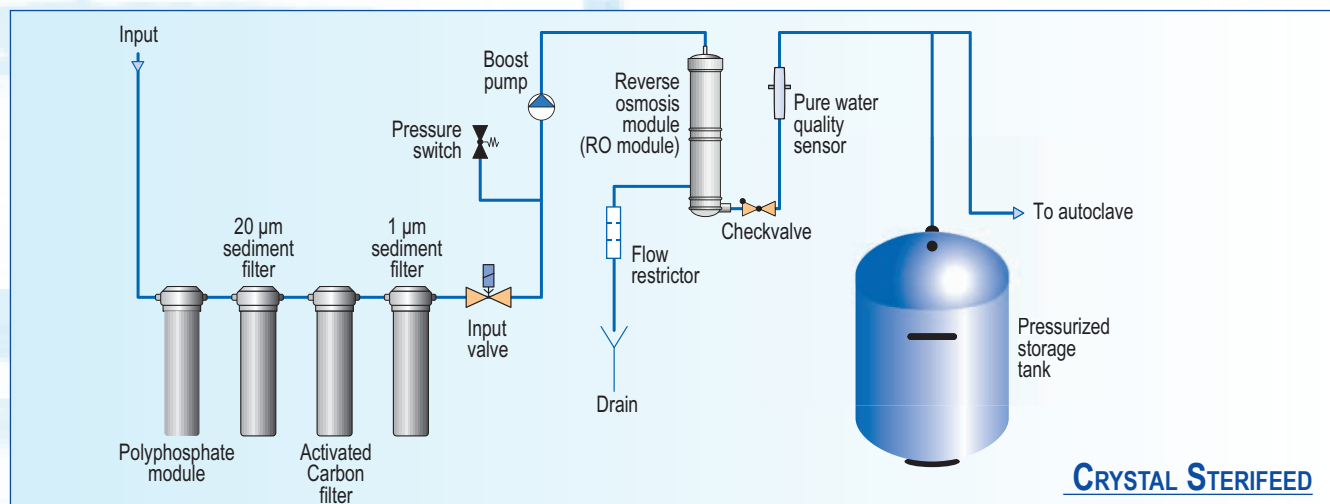 Input
Boost
pump
Pressure
switch
Reverse
osmosis
module
(RO module)
Pure water
quality
sensor
20 µm
sediment
filter
1 µm
sediment
filter
Checkvalve
To autoclave
Flow
restrictor
Input
valve
Pressurized
storage
tank
Drain
Polyphosphate
module
Activated
Carbon
filter
CRYSTAL STERIFEED